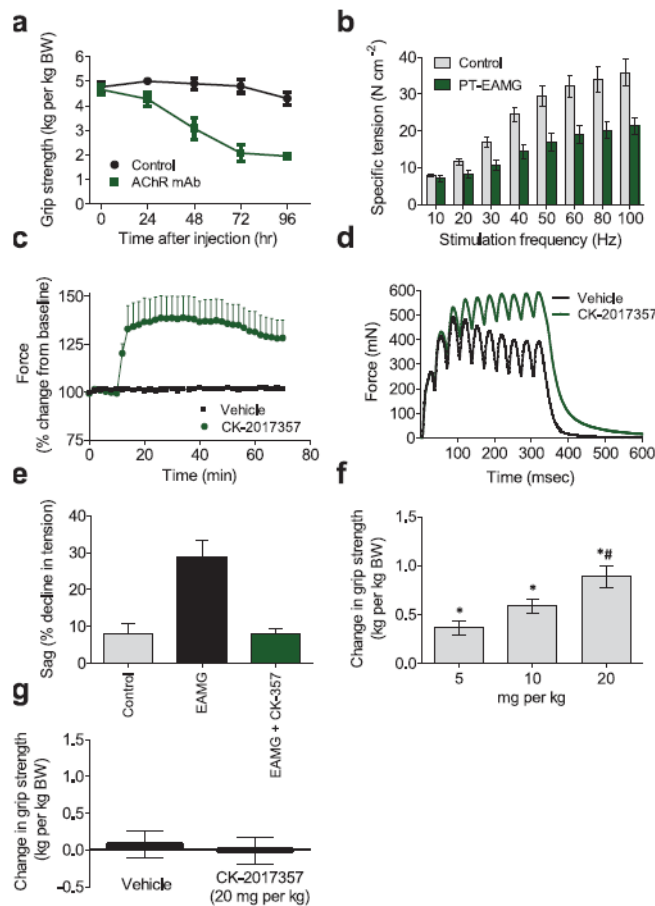 a
Grip strength (kg per kg BW)
6
5
4
3
2
1
0
Control
AChR mAb
0 24 48 72 96
Time after injection (hr)
b
Specific tension (N cm⁻²)
40
30
20
10
0
Control
PT-EAMG
10 20 30 40 50 60 80 100
Stimulation frequency (Hz)
c
Force
(% change from baseline)
150
125
100
75
Vehicle
CK-2017357
0 20 40 60 80
Time (min)
d
Force (mN)
600
500
400
300
200
100
0
Vehicle
CK-2017357
0 100 200 300 400 500 600
Time (msec)
e
Sag (% decline in tension)
40
30
20
10
0
Control
EAMG
EAMG + CK-357
f
Change in grip strength
(kg per kg BW)
1.5
1.0
0.5
0.0
*
*
*#
5 10 20
mg per kg
g
Change in grip strength
(kg per kg BW)
1.5
1.0
0.5
0.0
-0.5
Vehicle
CK-2017357
(20 mg per kg)